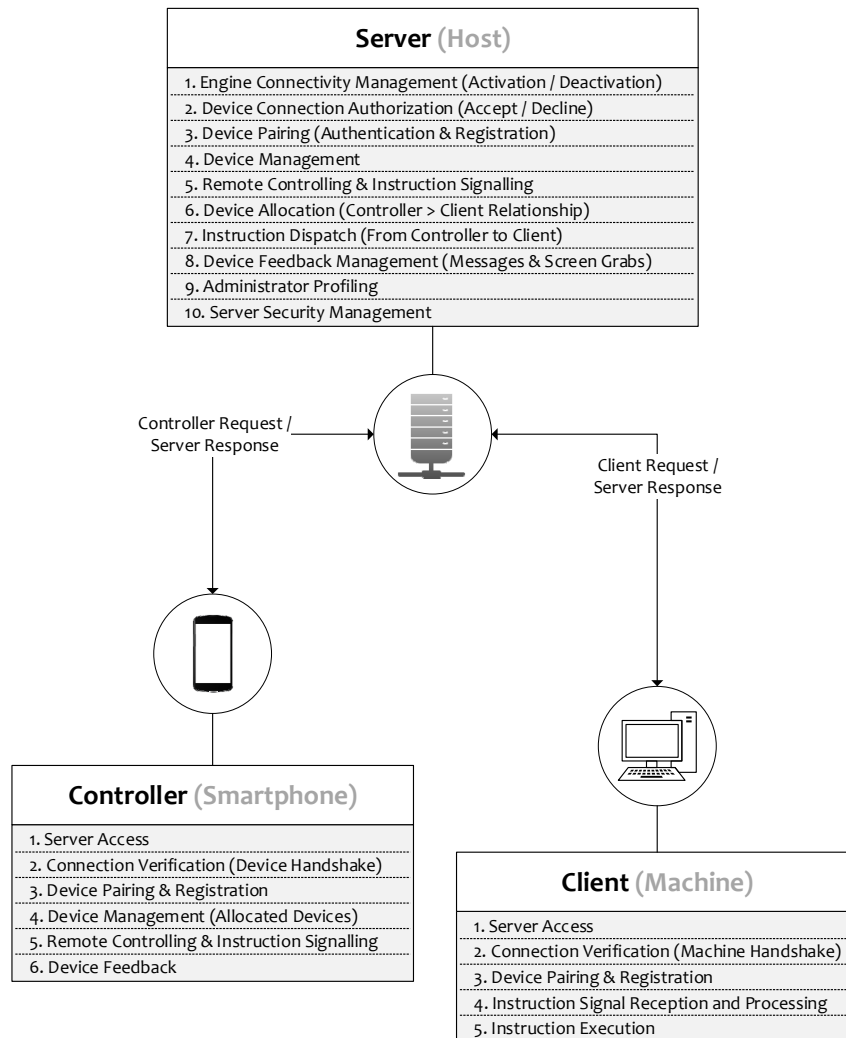 Server (Host)
1. Engine Connectivity Management (Activation / Deactivation)
2. Device Connection Authorization (Accept / Decline)
3. Device Pairing (Authentication & Registration)
4. Device Management
5. Remote Controlling & Instruction Signalling
6. Device Allocation (Controller > Client Relationship)
7. Instruction Dispatch (From Controller to Client)
8. Device Feedback Management (Messages & Screen Grabs)
9. Administrator Profiling
10. Server Security Management
Controller Request /
Server Response
Client Request /
Server Response
Controller (Smartphone)
1. Server Access
2. Connection Verification (Device Handshake)
3. Device Pairing & Registration
4. Device Management (Allocated Devices)
5. Remote Controlling & Instruction Signalling
6. Device Feedback
Client (Machine)
1. Server Access
2. Connection Verification (Machine Handshake)
3. Device Pairing & Registration
4. Instruction Signal Reception and Processing
5. Instruction Execution